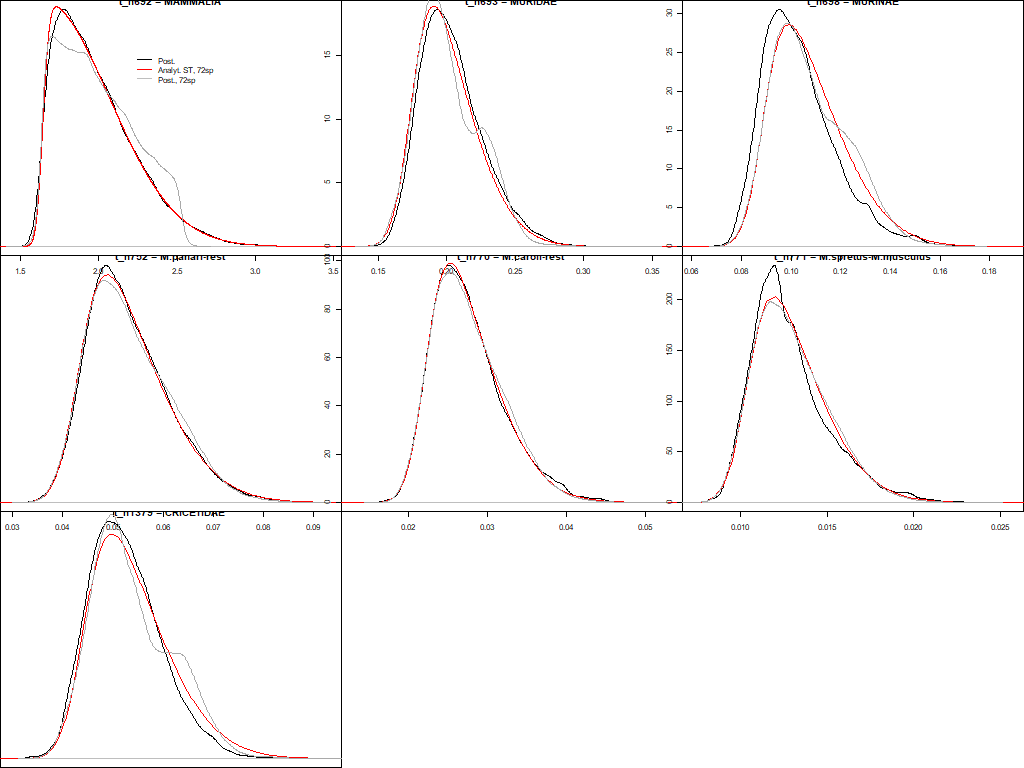 t_n692 - MAMMALIA
t_n693 - MURIDAE
t_n698 - MURINAE
Post.
Analyt. ST, 72sp
Post., 72sp
15
10
5
0
30
25
20
15
10
5
0
1.5 2.0 2.5 3.0 3.5
0.15 0.20 0.25 0.30 0.35
0.06 0.08 0.10 0.12 0.14 0.16 0.18
t_n752 - M.pahari-rest
t_n770 - M.caroli-rest
t_n771 - M.spretus-M.musculus
100
80
60
40
20
0
200
150
100
50
0
0.03 0.04 0.05 0.06 0.07 0.08 0.09
0.02 0.03 0.04 0.05
0.010 0.015 0.020 0.025
t_n1379 - CRICETIDAE